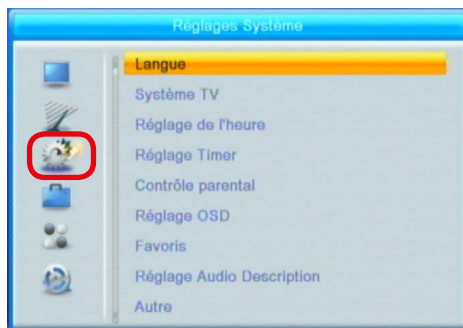 Réglages Système
Langue
Système TV
Réglage de l'heure
Réglage Timer
Contrôle parental
Réglage OSD
Favoris
Réglage Audio Description
Autre